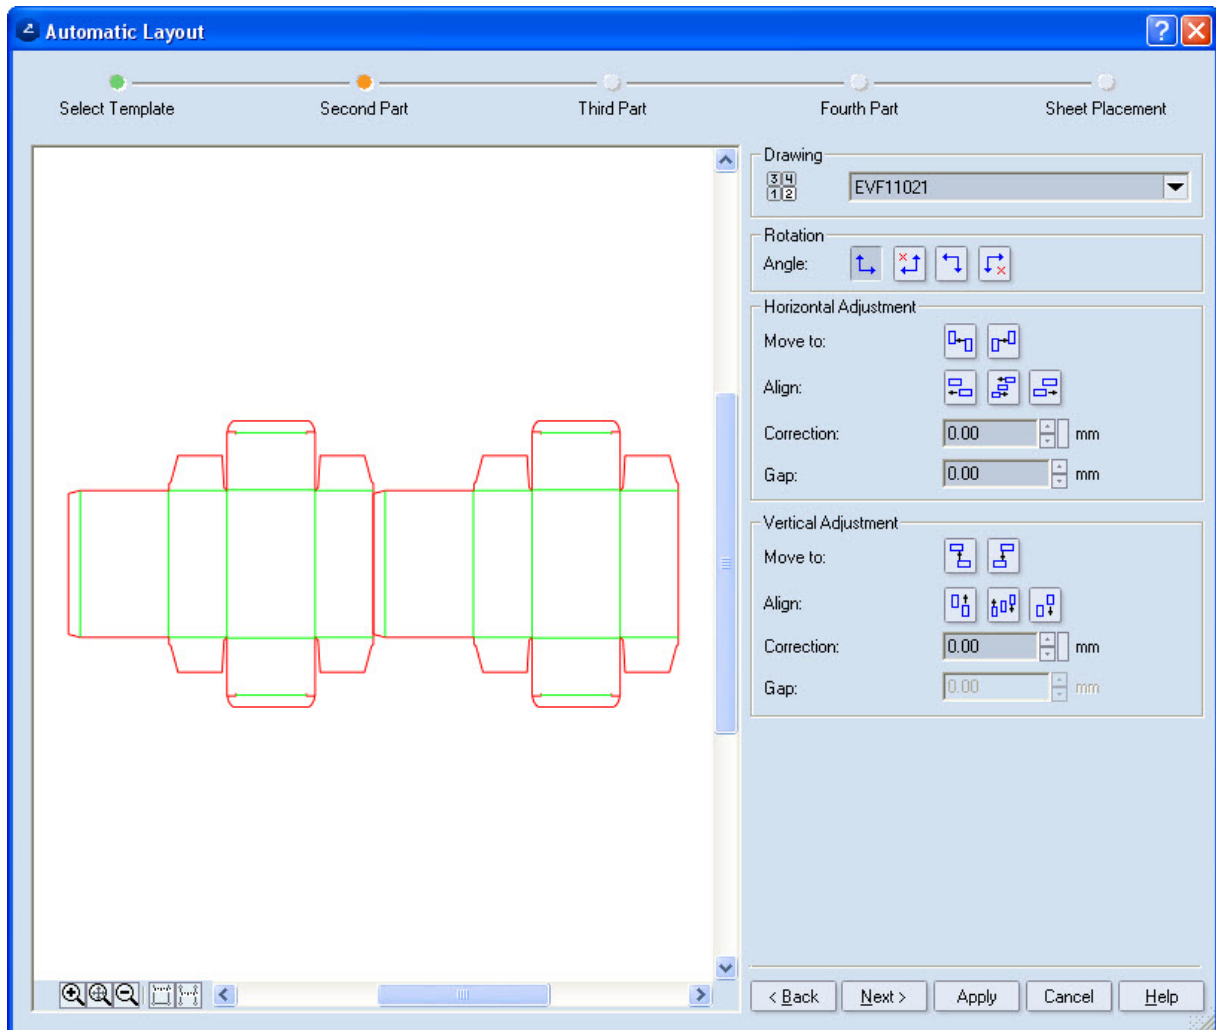 Automatic Layout
Select Template Second Part Third Part Fourth Part Sheet Placement
Drawing
3 4
1 2
EVF11021
Rotation
Angle:
Horizontal Adjustment
Move to:
Align:
Correction: 0.00 mm
Gap: 0.00 mm
Vertical Adjustment
Move to:
Align:
Correction: 0.00 mm
Gap: 0.00 mm
< Back Next > Apply Cancel Help